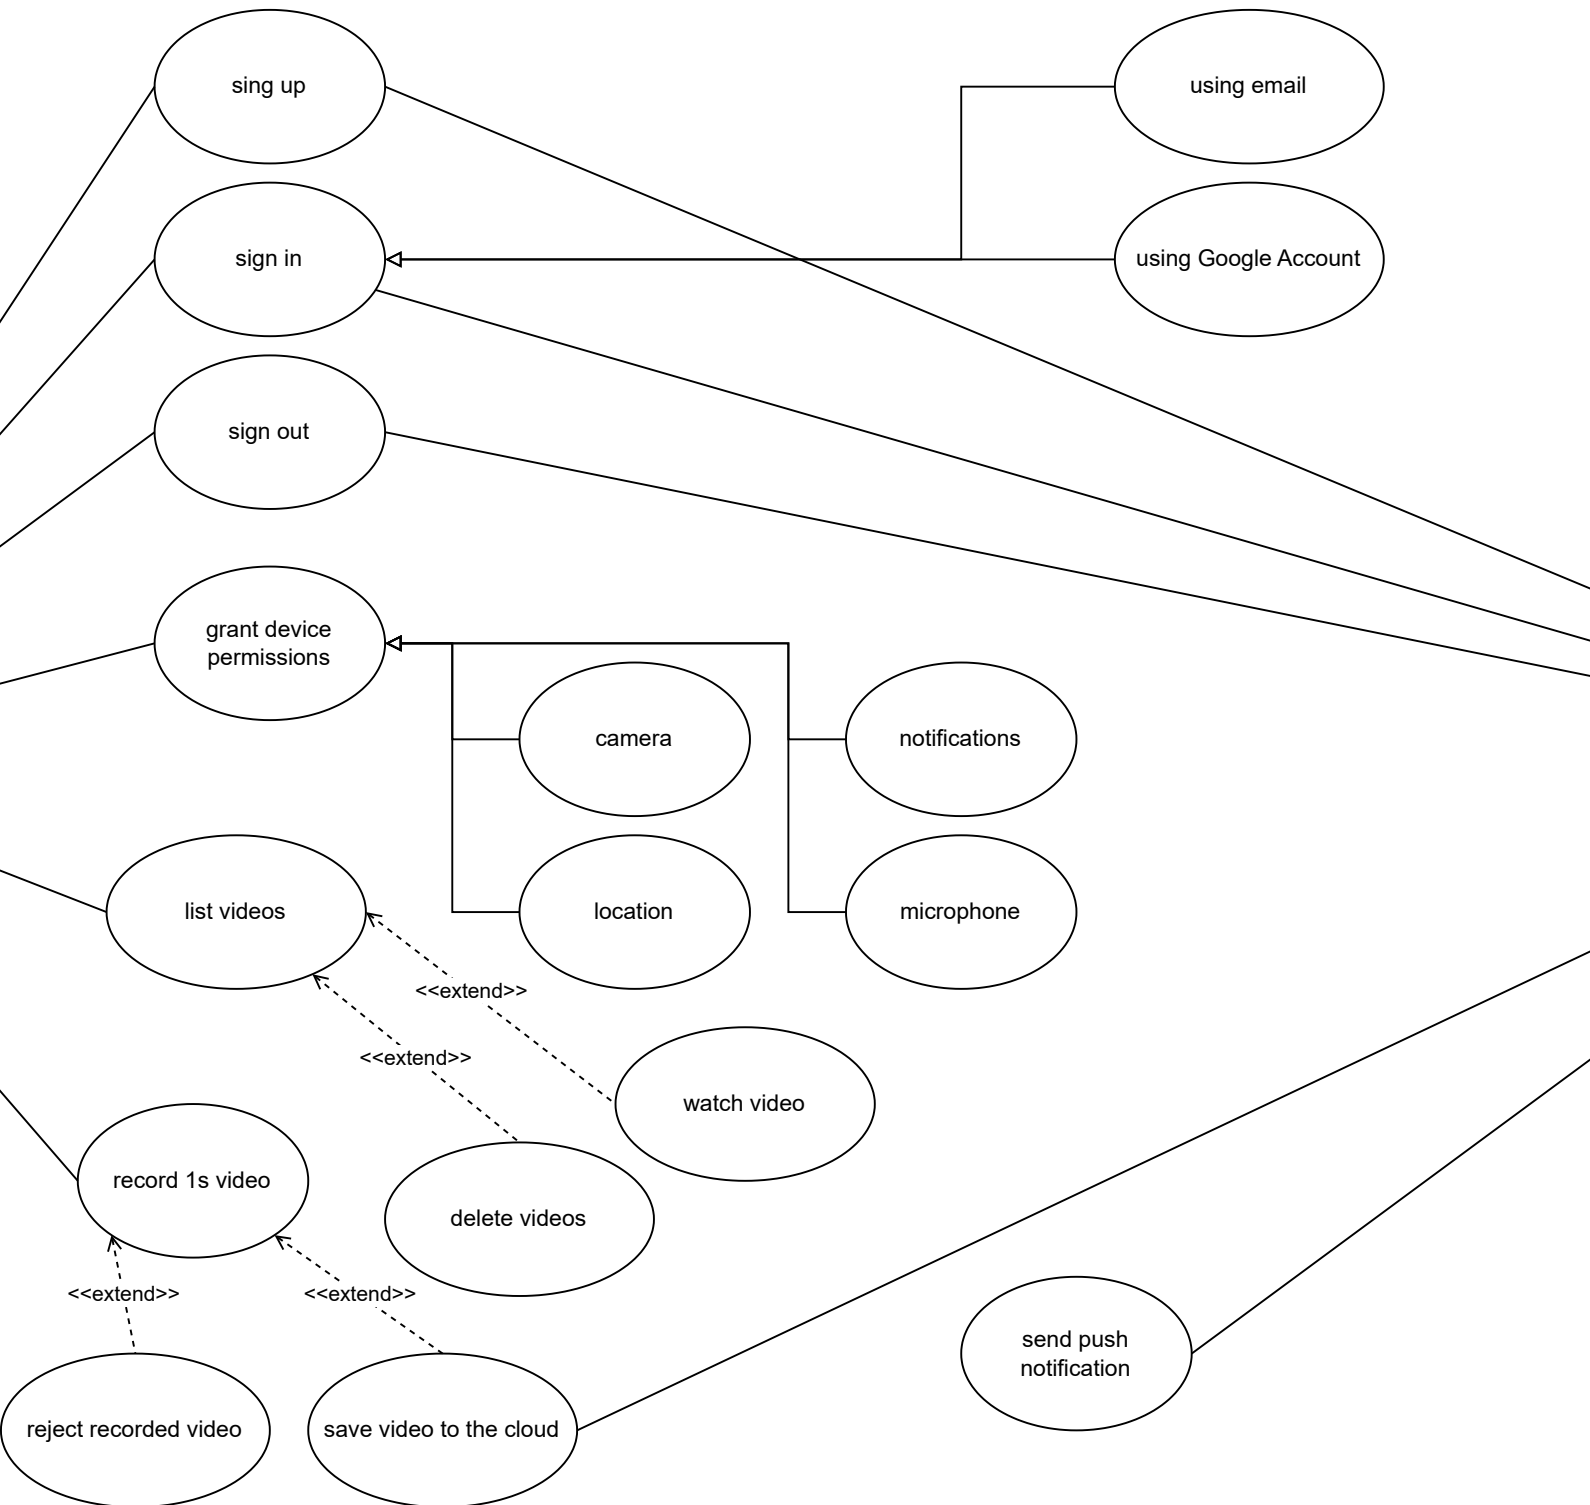 sing up
using email
sign in
using Google Account
sign out
grant device
permissions
camera
notifications
list videos
location
microphone
<<extend>>
<<extend>>
watch video
record 1s video
delete videos
<<extend>>
<<extend>>
send push
notification
reject recorded video
save video to the cloud